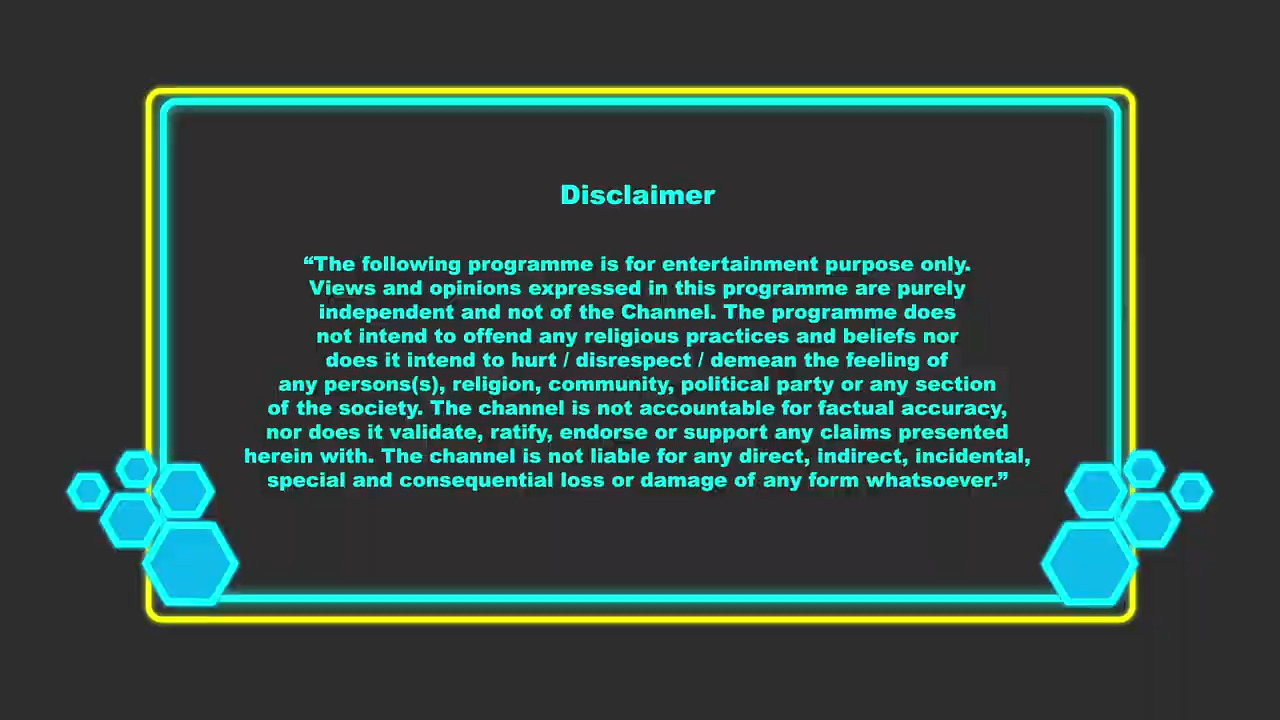 Disclaimer
“The following programme is for entertainment purpose only.
Views and opinions expressed in this programme are purely
independent and not of the Channel. The programme does
not intend to offend any religious practices and beliefs nor
does it intend to hurt / disrespect / demean the feeling of
any persons(s), religion, community, political party or any section
of the society. The channel is not accountable for factual accuracy,
nor does it validate, ratify, endorse or support any claims presented
herein with. The channel is not liable for any direct, indirect, incidental,
special and consequential loss or damage of any form whatsoever.”